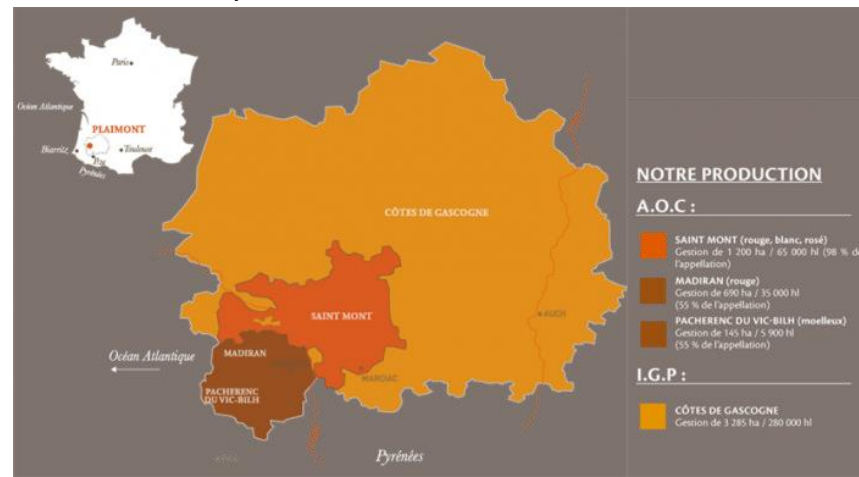 Paris
Océan Atlantique
PLAIMONT
Biarritz
Pau
Toulouse
Pyrénées
CÔTES DE GASCOGNE
SAINT MONT
AUCH
MADIRAN
MARCIAC
PACHERENC
DU VIC-BILH
Océan Atlantique
Pyrénées
NOTRE PRODUCTION
A.O.C :
SAINT MONT (rouge, blanc, rosé)
Gestion de 1 200 ha / 65 000 hl (98 % de
l'appellation)
MADIRAN (rouge)
Gestion de 690 ha / 35 000 hl
(55 % de l'appellation)
PACHERENC DU VIC-BILH (moelleux)
Gestion de 145 ha / 5 900 hl
(55 % de l'appellation)
I.G.P :
CÔTES DE GASCOGNE
Gestion de 3 285 ha / 280 000 hl